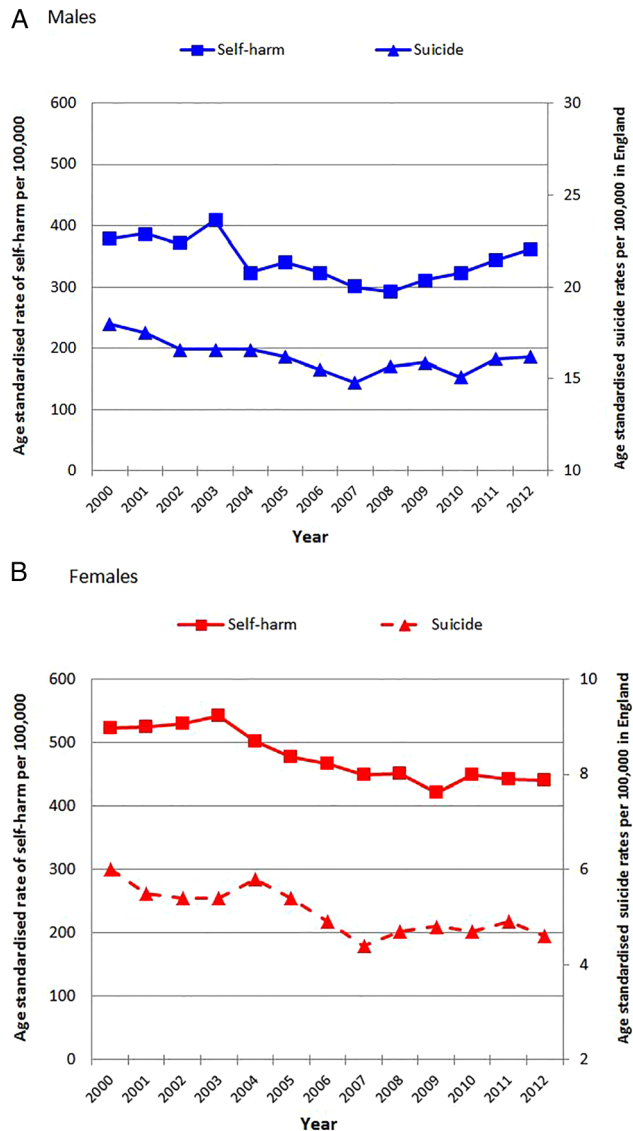 A Males
Self-harm Suicide
Age standardised rate of self-harm per 100,000
600
500
400
300
200
100
0
30
25
20
15
10
Age standardised suicide rates per 100,000 in England
2000 2001 2002 2003 2004 2005 2006 2007 2008 2009 2010 2011 2012
Year
B Females
Self-harm Suicide
Age standardised rate of self-harm per 100,000
600
500
400
300
200
100
0
10
8
6
4
2
Age standardised suicide rates per 100,000 in England
2000 2001 2002 2003 2004 2005 2006 2007 2008 2009 2010 2011 2012
Year